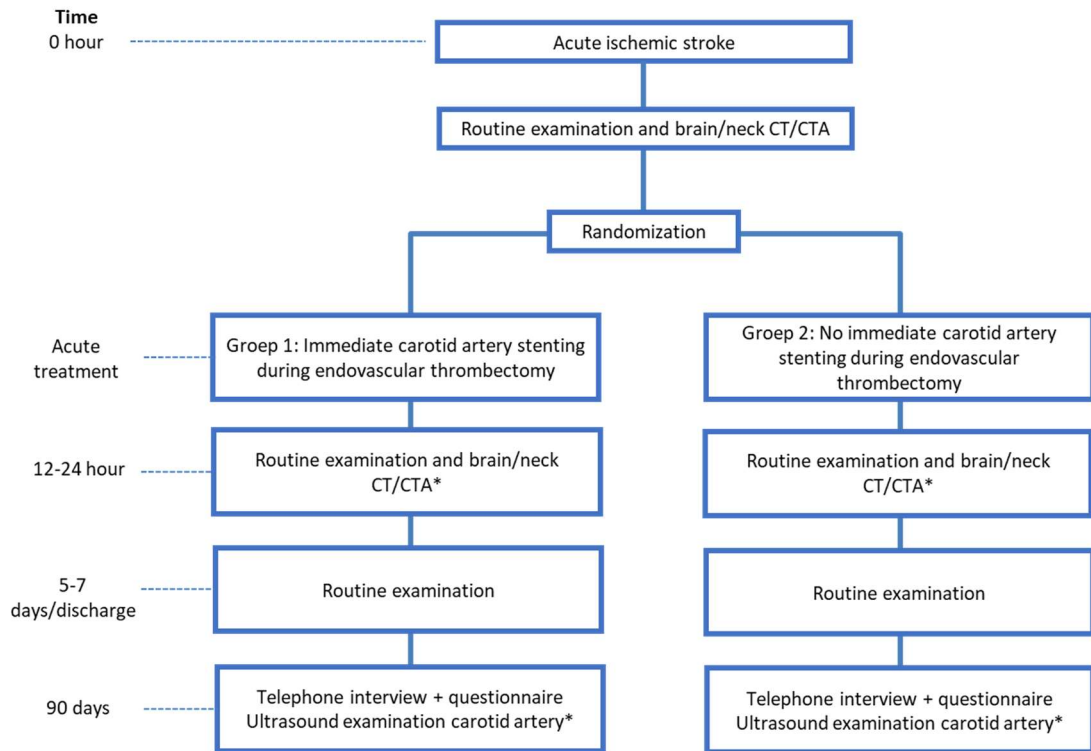 Time
0 hour
Acute ischemic stroke
Routine examination and brain/neck CT/CTA
Randomization
Acute
treatment
Groep 1: Immediate carotid artery stenting
during endovascular thrombectomy
Groep 2: No immediate carotid artery
stenting during endovascular
thrombectomy
12-24 hour
Routine examination and brain/neck
CT/CTA*
Routine examination and brain/neck
CT/CTA*
5-7
days/discharge
Routine examination
Routine examination
90 days
Telephone interview + questionnaire
Ultrasound examination carotid artery*
Telephone interview + questionnaire
Ultrasound examination carotid artery*